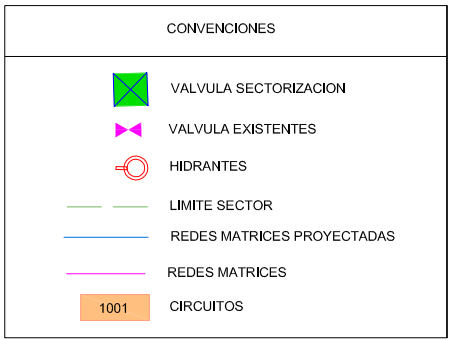 CONVENCIONES
VALVULA SECTORIZACION
VALVULA EXISTENTES
HIDRANTES
LIMITE SECTOR
REDES MATRICES PROYECTADAS
REDES MATRICES
1001 CIRCUITOS